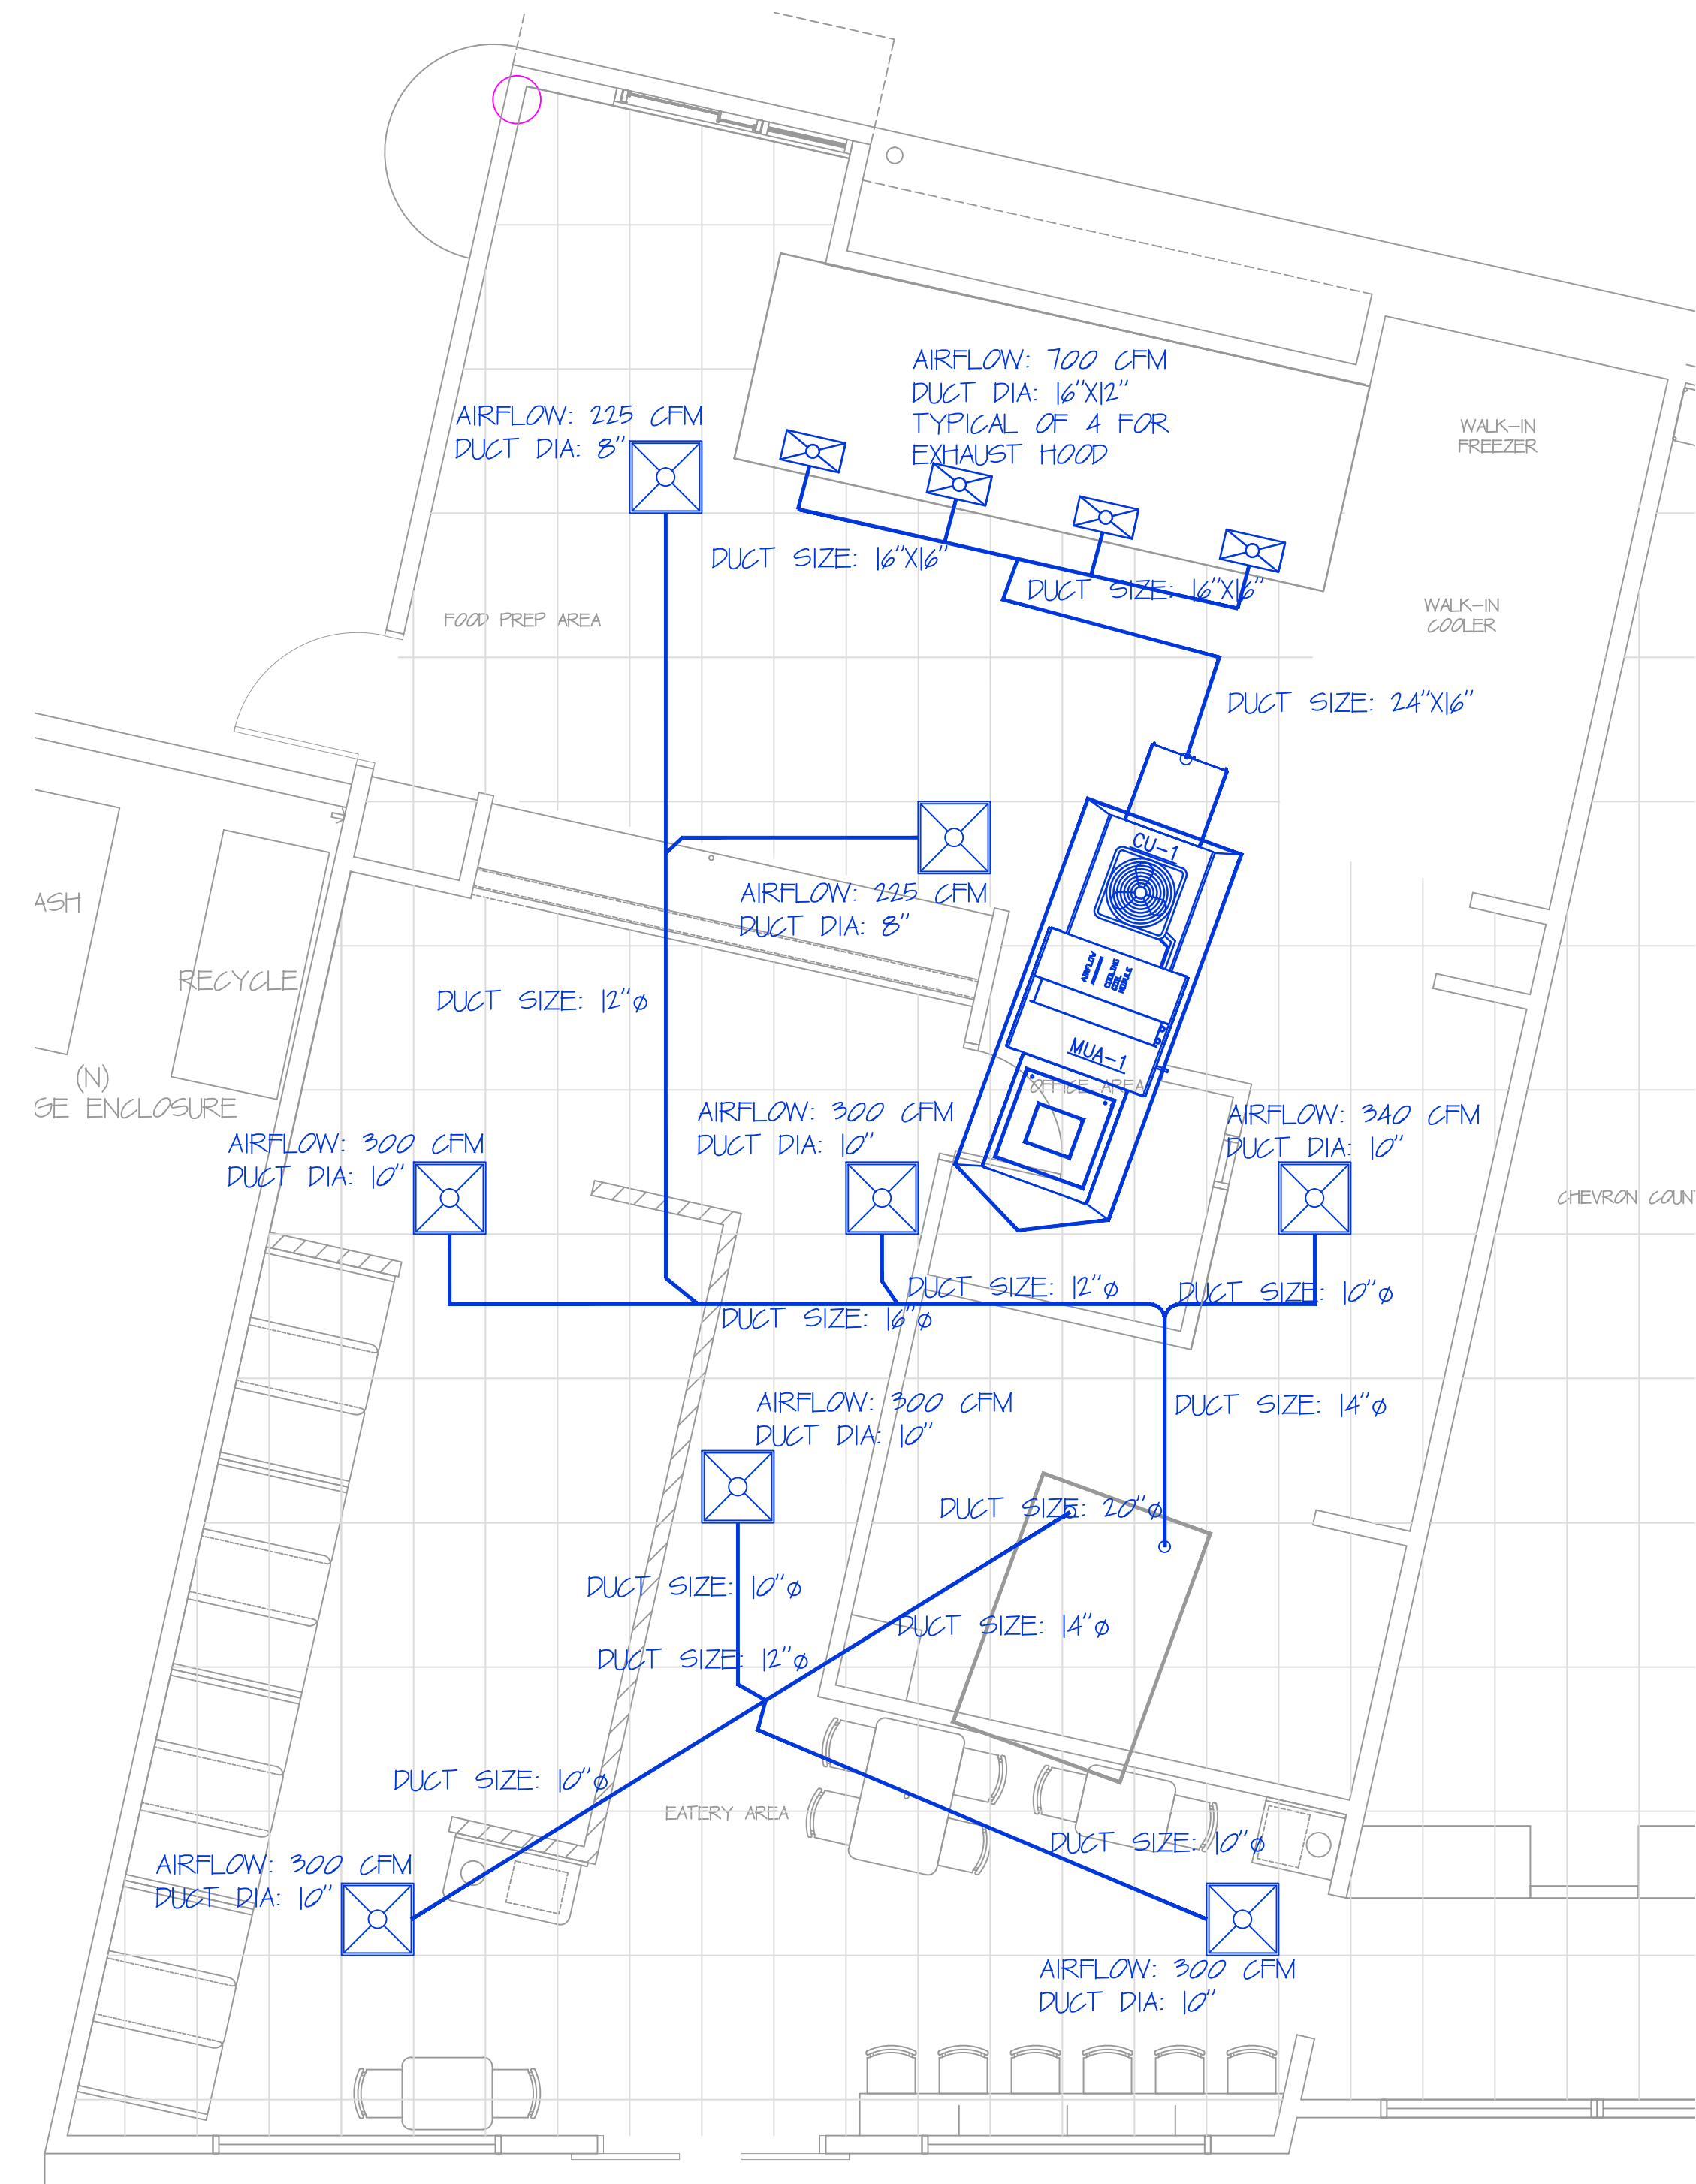 AIRFLOW: 700 CFM
DUCT DIA: 16"X12"
TYPICAL OF 4 FOR
EXHAUST HOOD
AIRFLOW: 225 CFM
DUCT DIA: 8"
WALK-IN
FREEZER
DUCT SIZE: 16"X16"
DUCT SIZE: 16"X16"
FOOD PREP AREA
WALK-IN
COOLER
DUCT SIZE: 24"X16"
CU-1
AIRFLOW: 225 CFM
DUCT DIA: 8"
ASH
RECYCLE
AIRFLOW
COOLING
COIL
MODULE
DUCT SIZE: 12"ø
MUA-1
(N)
GE ENCLOSURE
OFFICE AREA
AIRFLOW: 300 CFM
DUCT DIA: 10"
AIRFLOW: 300 CFM
DUCT DIA: 10"
AIRFLOW: 340 CFM
DUCT DIA: 10"
CHEVRON COUN
DUCT SIZE: 12"ø
DUCT SIZE: 10"ø
DUCT SIZE: 16"ø
AIRFLOW: 300 CFM
DUCT DIA: 10"
DUCT SIZE: 14"ø
DUCT SIZE: 20"ø
DUCT SIZE: 10"ø
DUCT SIZE: 14"ø
DUCT SIZE: 12"ø
DUCT SIZE: 10"ø
EATERY AREA
DUCT SIZE: 10"ø
AIRFLOW: 300 CFM
DUCT DIA: 10"
AIRFLOW: 300 CFM
DUCT DIA: 10"